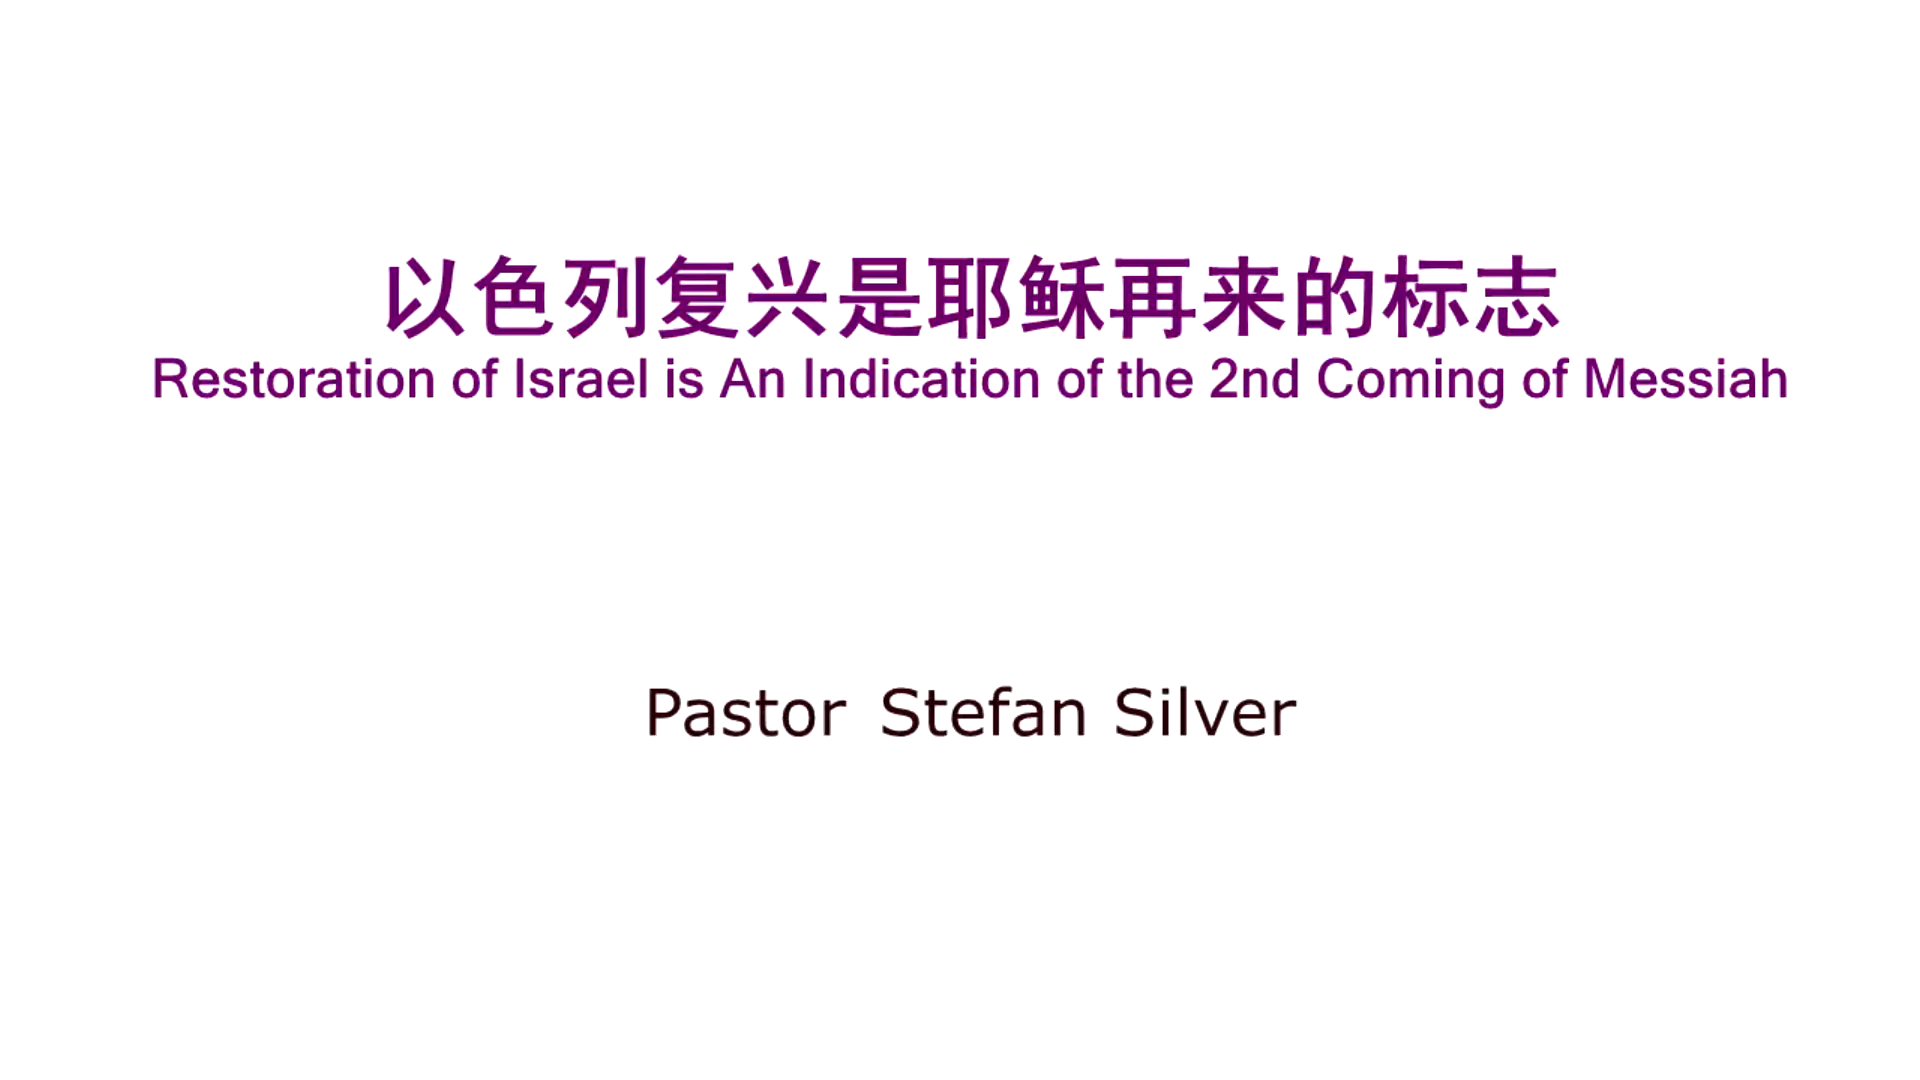 以色列复兴是耶稣再来的标志
Restoration of Israel is An Indication of the 2nd Coming of Messiah
Pastor Stefan Silver